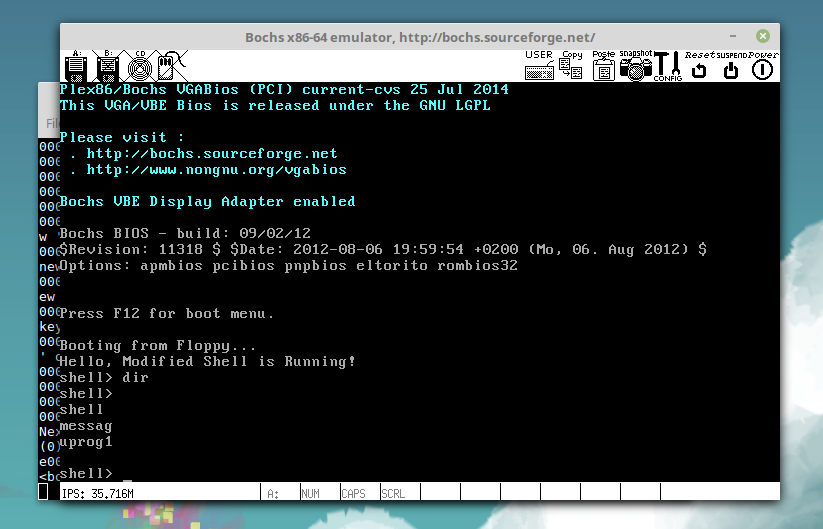 Bochs x86-64 emulator, http://bochs.sourceforge.net/
A: B: CD USER Copy Paste snapshot CONFIG Reset SUSPEND Power
Plex86/Bochs VGABios (PCI) current-cvs 25 Jul 2014
This VGA/VBE Bios is released under the GNU LGPL
Please visit :
. http://bochs.sourceforge.net
. http://www.nongnu.org/vgabios
Bochs VBE Display Adapter enabled
Bochs BIOS - build: 09/02/12
$Revision: 11318 $ $Date: 2012-08-06 19:59:54 +0200 (Mo, 06. Aug 2012) $
Options: apmbios pcibios pnpbios eltorito rombios32
Press F12 for boot menu.
Booting from Floppy...
Hello, Modified Shell is Running!
shell> dir
shell>
shell
messag
uprog1
shell>
IPS: 35.716M A: NUM CAPS SCRL